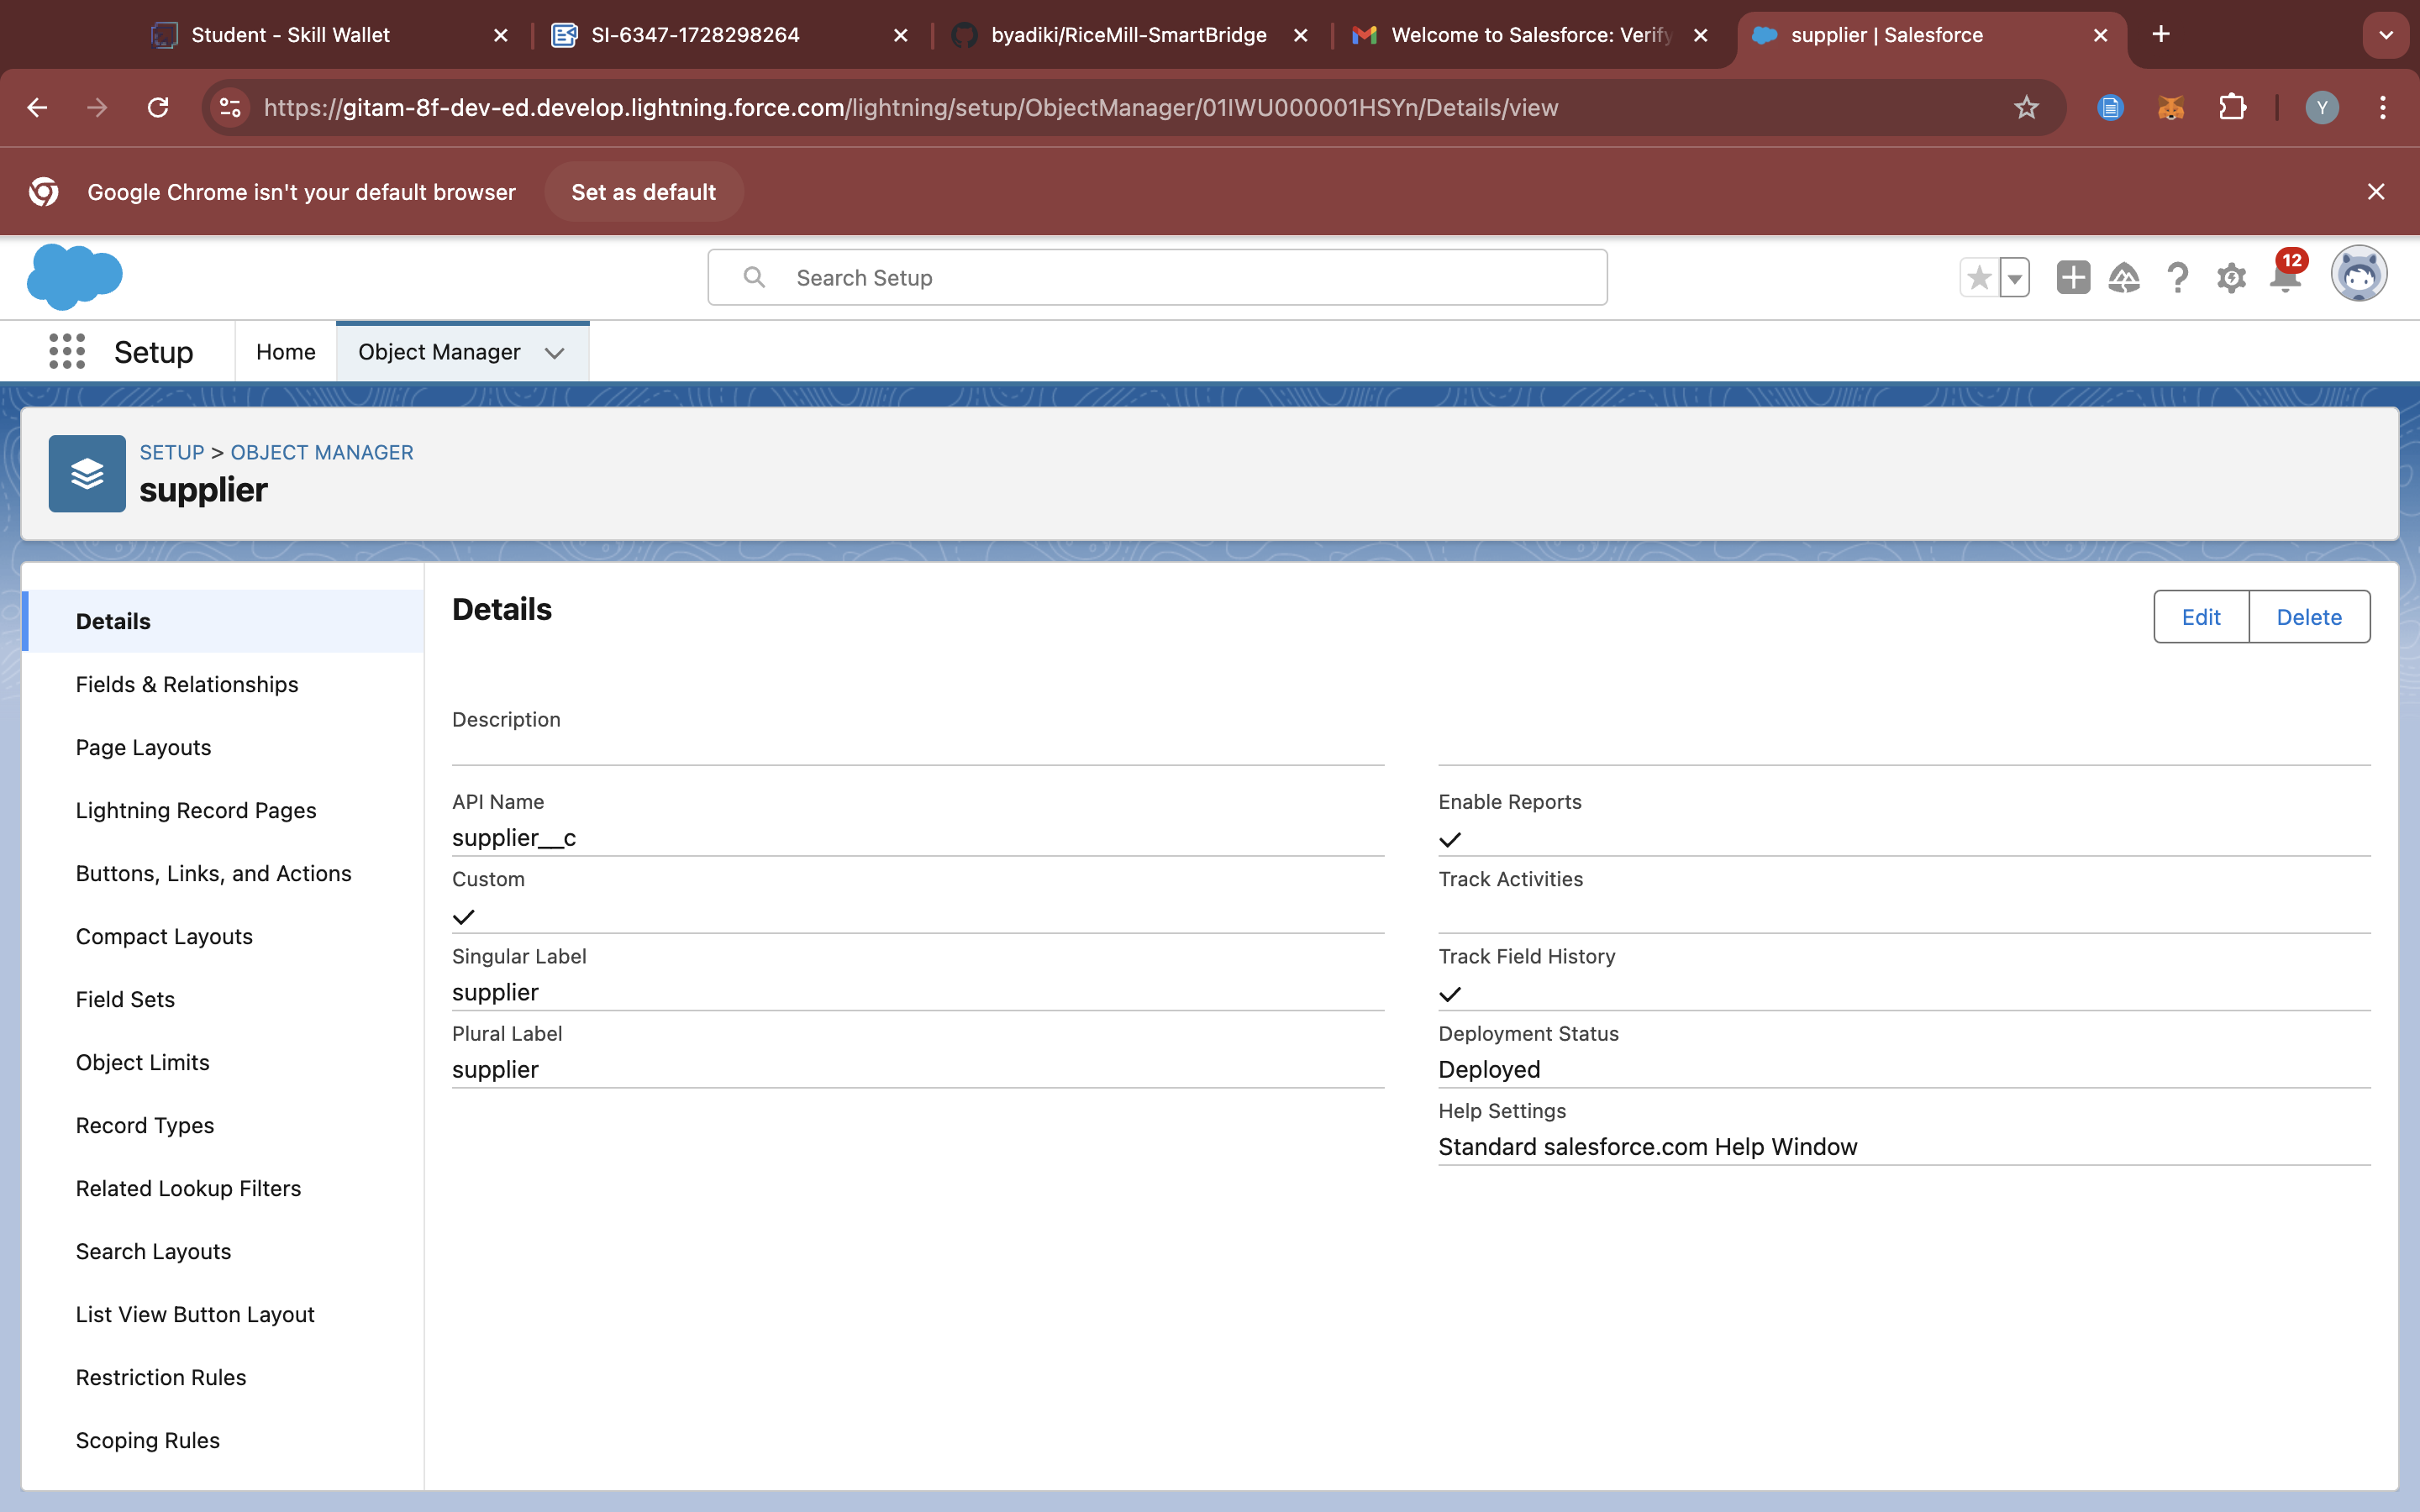 Student - Skill Wallet
SI-6347-1728298264
byadiki/RiceMill-SmartBridge
Welcome to Salesforce: Verify
supplier | Salesforce
https://gitam-8f-dev-ed.develop.lightning.force.com/lightning/setup/ObjectManager/01IWU000001HSYn/Details/view
Y
Google Chrome isn't your default browser
Set as default
Search Setup
12
Setup
Home
Object Manager
SETUP > OBJECT MANAGER
supplier
Details
Fields & Relationships
Page Layouts
Lightning Record Pages
Buttons, Links, and Actions
Compact Layouts
Field Sets
Object Limits
Record Types
Related Lookup Filters
Search Layouts
List View Button Layout
Restriction Rules
Scoping Rules
Details
Edit
Delete
Description
API Name
supplier__c
Custom
Singular Label
supplier
Plural Label
supplier
Enable Reports
Track Activities
Track Field History
Deployment Status
Deployed
Help Settings
Standard salesforce.com Help Window